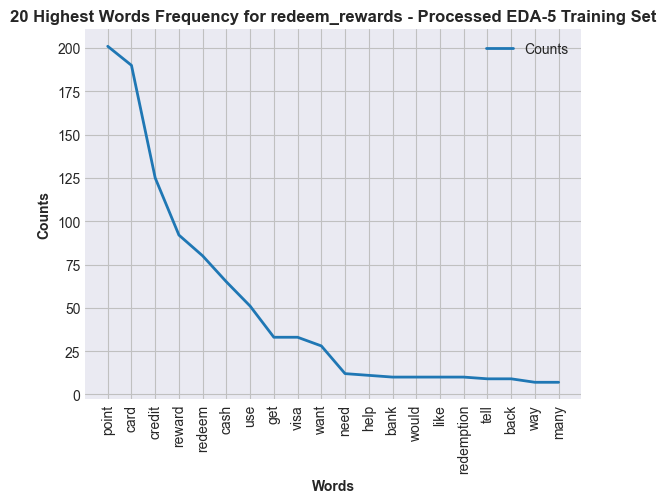 20 Highest Words Frequency for redeem_rewards - Processed EDA-5 Training Set
Counts
200
175
150
125
100
75
50
25
0
Counts
point
card
credit
reward
redeem
cash
use
get
visa
want
need
help
bank
would
like
redemption
tell
back
way
many
Words